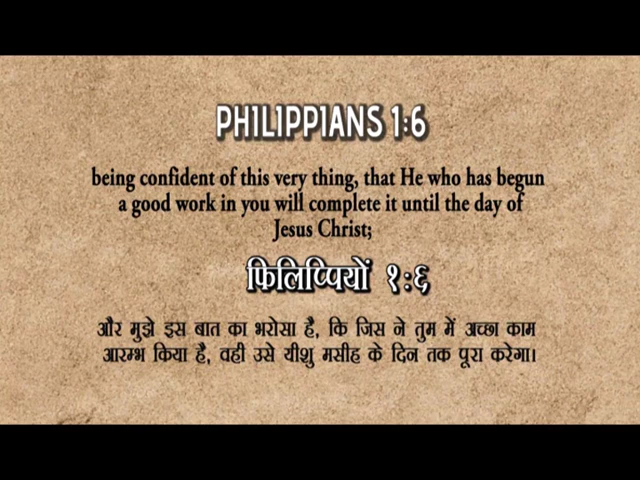 PHILIPPIANS 1:6
being confident of this very thing, that He who has begun
a good work in you will complete it until the day of
Jesus Christ;
फिलिप्पियों १:६
और मुझे इस बात का भरोसा है, कि जिस ने तुम में अच्छा काम
आरम्भ किया है, वही उसे यीशु मसीह के दिन तक पूरा करेगा।